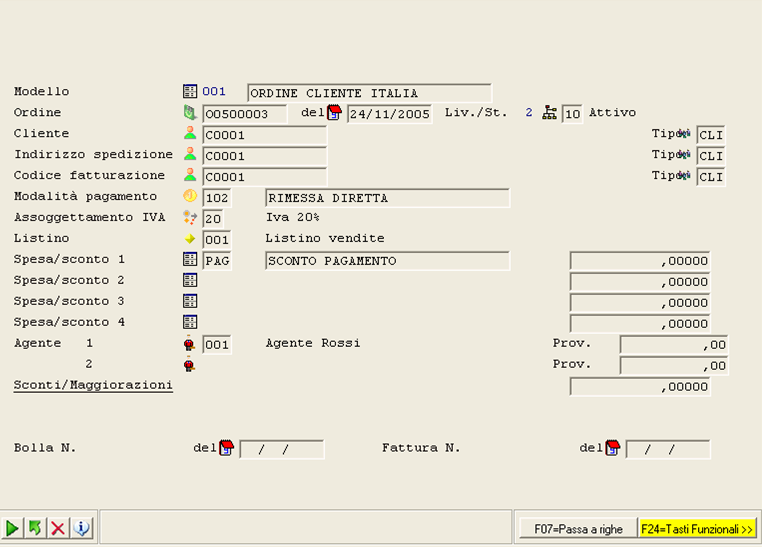 Modello 001 ORDINE CLIENTE ITALIA
Ordine O0500003 del 24/11/2005 Liv./St. 2 10 Attivo
Cliente C0001 Tipo CLI
Indirizzo spedizione C0001 Tipo CLI
Codice fatturazione C0001 Tipo CLI
Modalità pagamento 102 RIMESSA DIRETTA
Assoggettamento IVA 20 Iva 20%
Listino 001 Listino vendite
Spesa/sconto 1 PAG SCONTO PAGAMENTO ,00000
Spesa/sconto 2 ,00000
Spesa/sconto 3 ,00000
Spesa/sconto 4 ,00000
Agente 1 001 Agente Rossi Prov. ,00
2 Prov. ,00
Sconti/Maggiorazioni ,00000
Bolla N. del / / Fattura N. del / /
F07=Passa a righe F24=Tasti Funzionali >>